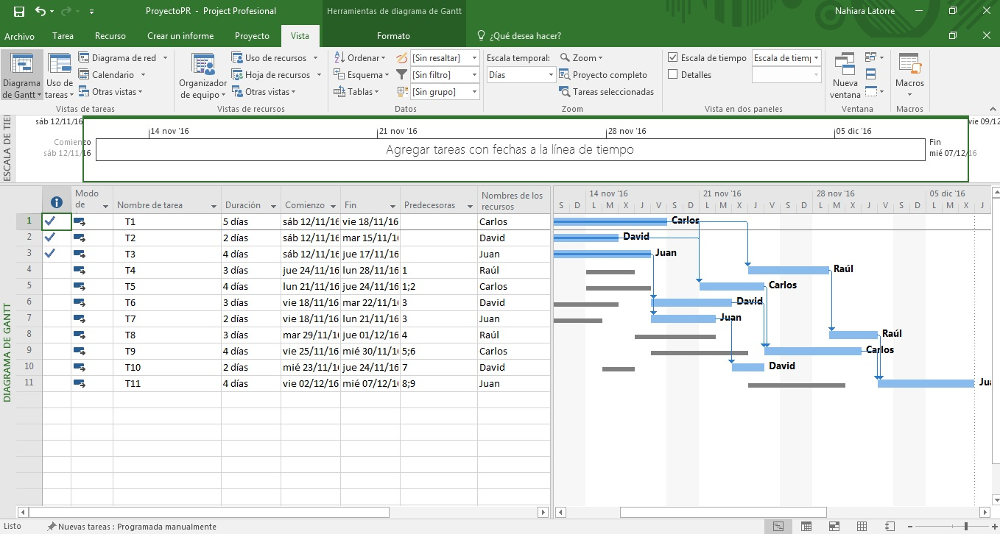 ProyectoPR - Project Profesional
Herramientas de diagrama de Gantt
Nahiara Latorre
Archivo Tarea Recurso Crear un informe Proyecto Vista Formato ¿Qué desea hacer?
Diagrama de Gantt
Uso de tareas
Diagrama de red
Calendario
Otras vistas
Vistas de tareas
Organizador de equipo
Uso de recursos
Hoja de recursos
Otras vistas
Vistas de recursos
Ordenar
Esquema
Tablas
[Sin resaltar]
[Sin filtro]
[Sin grupo]
Datos
Escala temporal:
Días
Zoom
Proyecto completo
Tareas seleccionadas
Zoom
Escala de tiempo Escala de tiemp
Detalles
Vista en dos paneles
Nueva ventana
Ventana
Macros
Macros
ESCALA DE TIE
sáb 12/11/16
vie 09/12
14 nov '16 21 nov '16 28 nov '16 05 dic '16
Comienzo
sáb 12/11/16
Agregar tareas con fechas a la línea de tiempo
Fin
mié 07/12/16
DIAGRAMA DE GANTT
Modo de Nombre de tarea Duración Comienzo Fin Predecesoras Nombres de los recursos
1 T1 5 días sáb 12/11/16 vie 18/11/16 Carlos
2 T2 2 días sáb 12/11/16 mar 15/11/1 David
3 T3 4 días sáb 12/11/16 jue 17/11/16 Juan
4 T4 3 días jue 24/11/16 lun 28/11/16 1 Raúl
5 T5 4 días lun 21/11/16 jue 24/11/16 1;2 Carlos
6 T6 3 días vie 18/11/16 mar 22/11/1 3 David
7 T7 2 días vie 18/11/16 lun 21/11/16 3 Juan
8 T8 3 días mar 29/11/1 jue 01/12/16 4 Raúl
9 T9 4 días vie 25/11/16 mié 30/11/1 5;6 Carlos
10 T10 2 días mié 23/11/1 jue 24/11/16 7 David
11 T11 4 días vie 02/12/16 mié 07/12/1 8;9 Juan
14 nov '16 21 nov '16 28 nov '16 05 dic '16
S D L M X J V S D L M X J V S D L M X J V S D L M X J
Carlos
David
Juan
Raúl
Carlos
David
Juan
Raúl
Carlos
David
Jua
Listo
Nuevas tareas : Programada manualmente